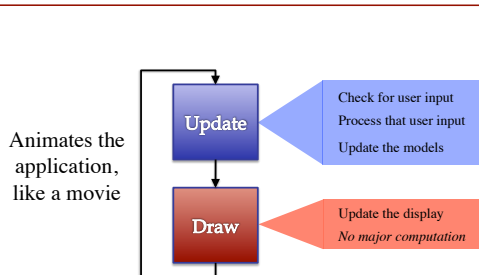 Animates the
application,
like a movie
Update
Check for user input
Process that user input
Update the models
Draw
Update the display
No major computation